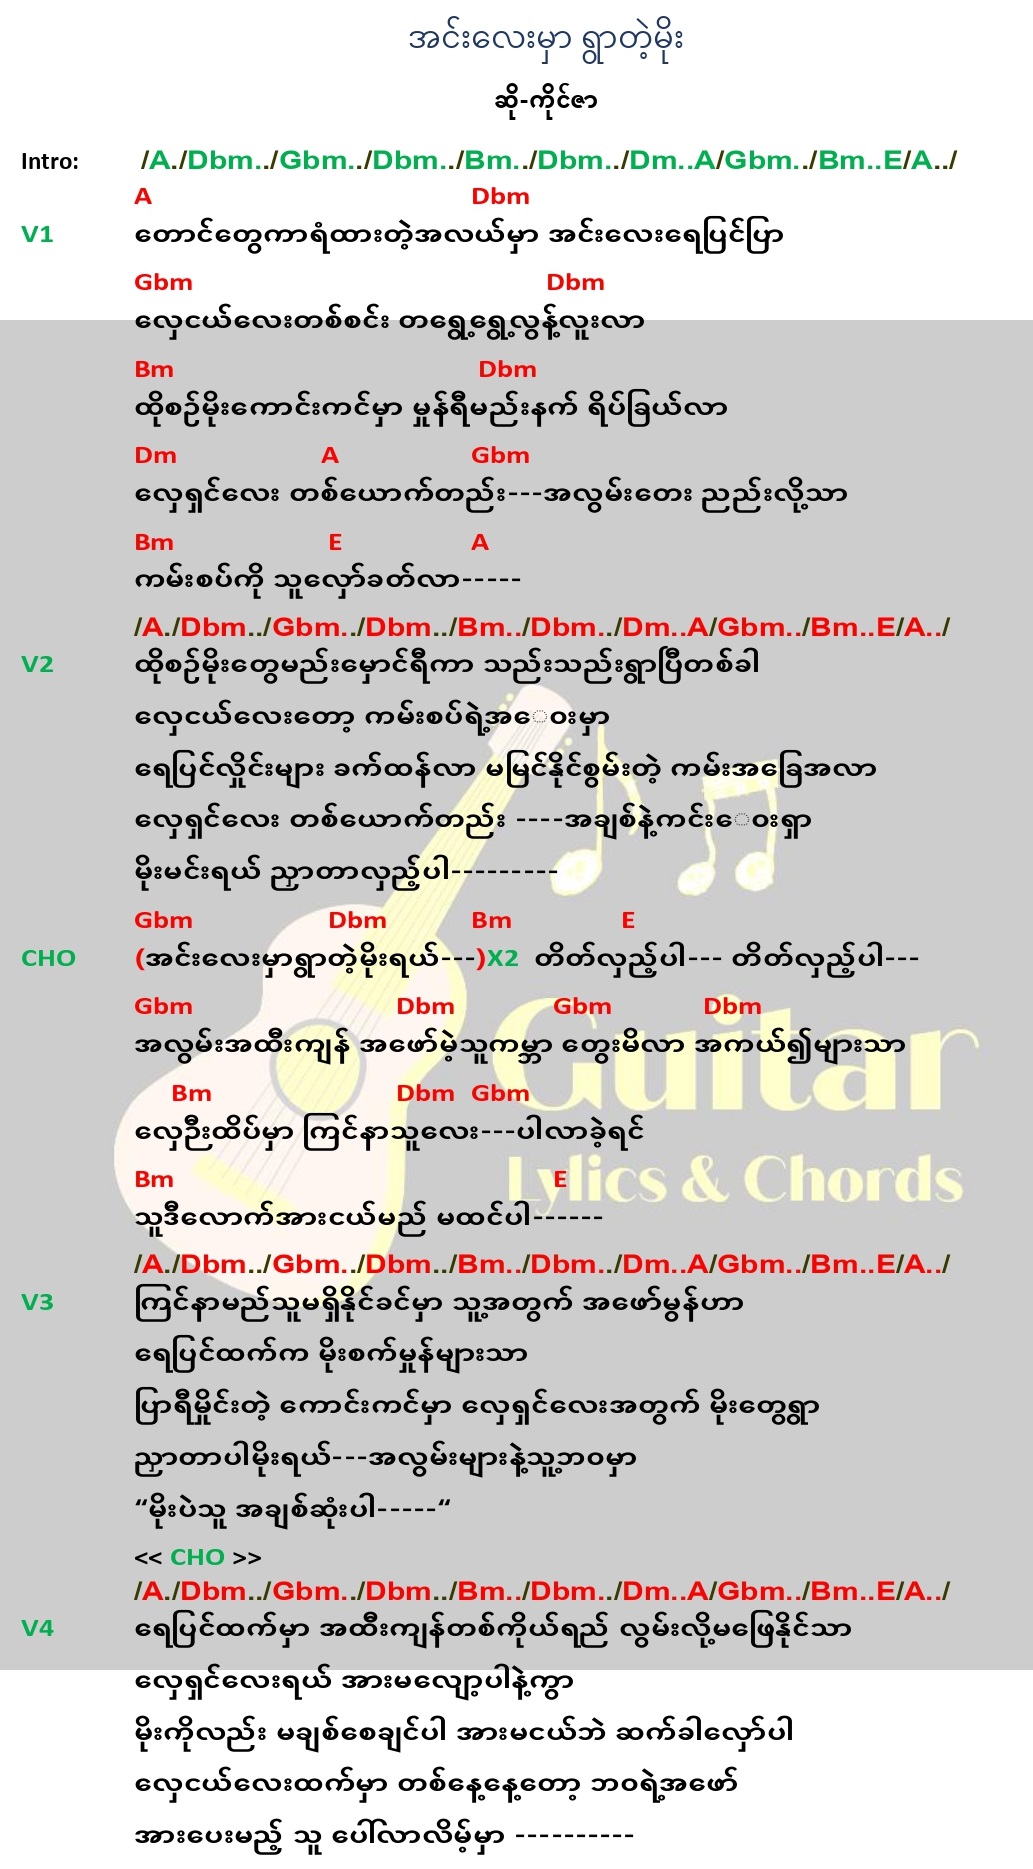 အင်းလေးမှာ ရွာတဲ့မိုး
ဆို-ကိုင်ဇာ
Intro: /A./Dbm../Gbm../Dbm../Bm../Dbm../Dm..A/Gbm../Bm..E/A../
A Dbm
V1 တောင်တွေကာရံထားတဲ့အလယ်မှာ အင်းလေးရေပြင်ပြာ
Gbm Dbm
လှေငယ်လေးတစ်စင်း တရွေ့ရွေ့လွန့်လူးလာ
Bm Dbm
ထိုစဉ်မိုးကောင်းကင်မှာ မှုန်ရီမည်းနက် ရိပ်ခြယ်လာ
Dm A Gbm
လှေရှင်လေး တစ်ယောက်တည်း---အလွမ်းတေး ညည်းလို့သာ
Bm E A
ကမ်းစပ်ကို သူလှော်ခတ်လာ-----
/A./Dbm../Gbm../Dbm../Bm../Dbm../Dm..A/Gbm../Bm..E/A../
V2 ထိုစဉ်မိုးတွေမည်းမှောင်ရီကာ သည်းသည်းရွာပြီတစ်ခါ
လှေငယ်လေးတော့ ကမ်းစပ်ရဲ့အေဝးမှာ
ရေပြင်လှိုင်းများ ခက်ထန်လာ မမြင်နိုင်စွမ်းတဲ့ ကမ်းအခြေအလာ
လှေရှင်လေး တစ်ယောက်တည်း ----အချစ်နဲ့ကင်းေဝးရှာ
မိုးမင်းရယ် ညှာတာလှည့်ပါ---------
Gbm Dbm Bm E
CHO (အင်းလေးမှာရွာတဲ့မိုးရယ်---)X2 တိတ်လှည့်ပါ--- တိတ်လှည့်ပါ---
Gbm Dbm Gbm Dbm
အလွမ်းအထီးကျန် အဖော်မဲ့သူကမ္ဘာ တွေးမိလာ အကယ်၍များသာ
Bm Dbm Gbm
လှေဦးထိပ်မှာ ကြင်နာသူလေး---ပါလာခဲ့ရင်
Bm E
သူဒီလောက်အားငယ်မည် မထင်ပါ------
/A./Dbm../Gbm../Dbm../Bm../Dbm../Dm..A/Gbm../Bm..E/A../
V3 ကြင်နာမည်သူမရှိနိုင်ခင်မှာ သူ့အတွက် အဖော်မွန်ဟာ
ရေပြင်ထက်က မိုးစက်မှုန်များသာ
ပြာရီမှိုင်းတဲ့ ကောင်းကင်မှာ လှေရှင်လေးအတွက် မိုးတွေရွာ
ညှာတာပါမိုးရယ်---အလွမ်းများနဲ့သူ့ဘဝမှာ
“မိုးပဲသူ အချစ်ဆုံးပါ-----“
<< CHO >>
/A./Dbm../Gbm../Dbm../Bm../Dbm../Dm..A/Gbm../Bm..E/A../
V4 ရေပြင်ထက်မှာ အထီးကျန်တစ်ကိုယ်ရည် လွမ်းလို့မဖြေနိုင်သာ
လှေရှင်လေးရယ် အားမလျော့ပါနဲ့ကွာ
မိုးကိုလည်း မချစ်စေချင်ပါ အားမငယ်ဘဲ ဆက်ခါလှော်ပါ
လှေငယ်လေးထက်မှာ တစ်နေ့နေ့တော့ ဘဝရဲ့အဖော်
အားပေးမည့် သူ ပေါ်လာလိမ့်မှာ ----------
Guitar
Lylics & Chords